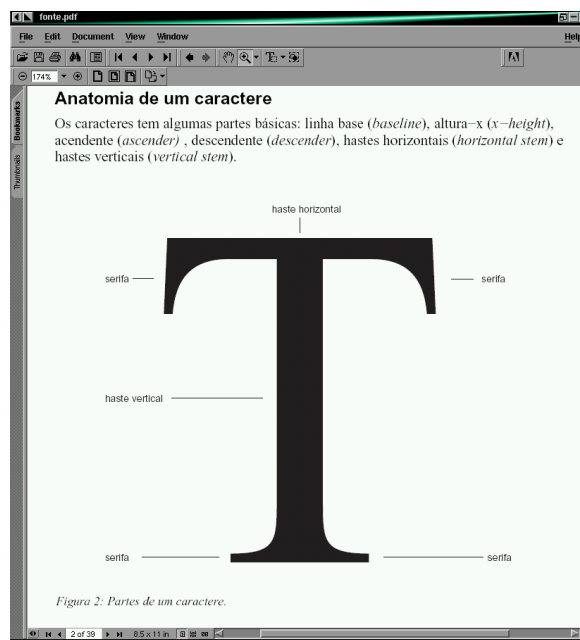 fonte.pdf
File Edit Document View Window Help
174%
Bookmarks
Thumbnails
Anatomia de um caractere
Os caracteres tem algumas partes básicas: linha base (baseline), altura−x (x−height),
acendente (ascender) , descendente (descender), hastes horizontais (horizontal stem) e
hastes verticais (vertical stem).
haste horizontal
serifa serifa
T
haste vertical
serifa serifa
Figura 2: Partes de um caractere.
2 of 39 8.5 x 11 in